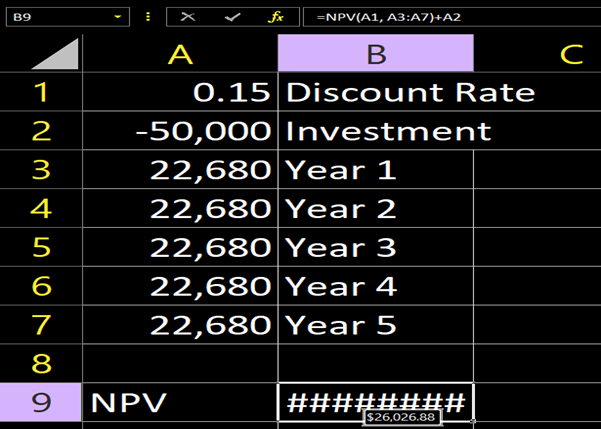 B9 fx =NPV(A1, A3:A7)+A2
A B C
1 0.15 Discount Rate
2 -50,000 Investment
3 22,680 Year 1
4 22,680 Year 2
5 22,680 Year 3
6 22,680 Year 4
7 22,680 Year 5
8
9 NPV ########
$26,026.88